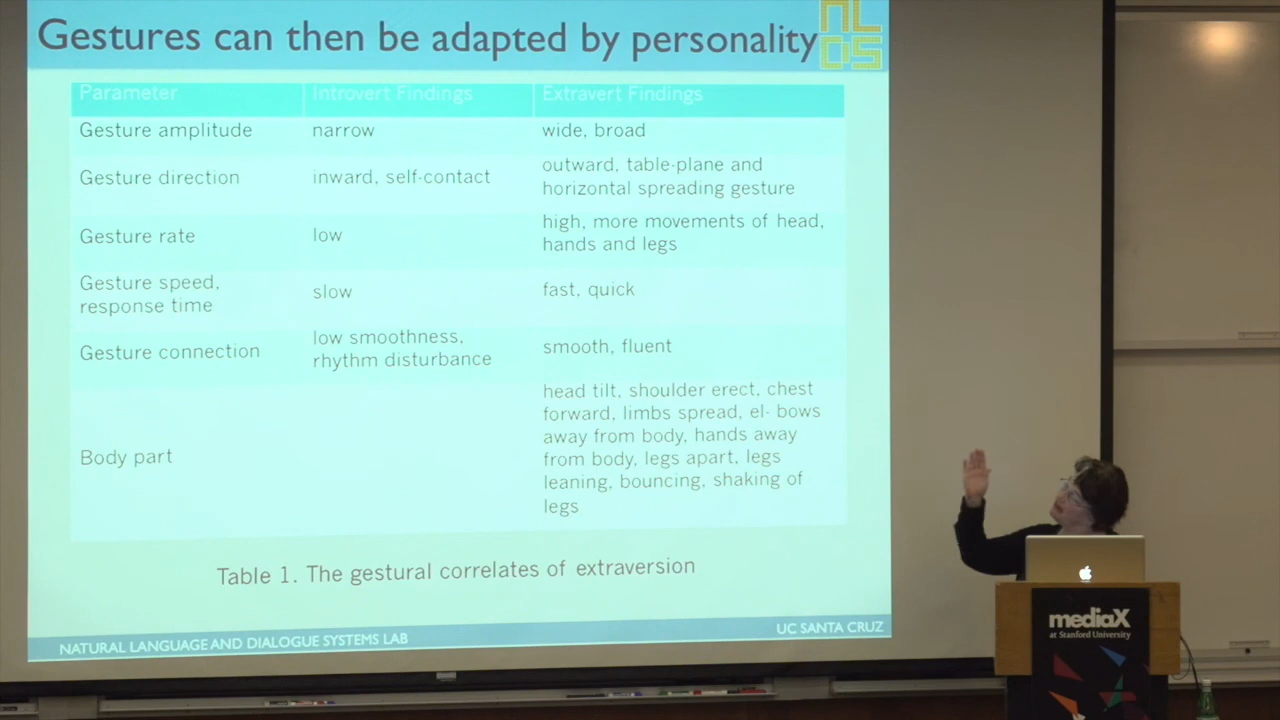 Gestures can then be adapted by personality
NLDS
Parameter
Introvert Findings
Extravert Findings
Gesture amplitude
narrow
wide, broad
Gesture direction
inward, self-contact
outward, table-plane and
horizontal spreading gesture
Gesture rate
low
high, more movements of head,
hands and legs
Gesture speed,
response time
slow
fast, quick
Gesture connection
low smoothness,
rhythm disturbance
smooth, fluent
Body part
head tilt, shoulder erect, chest
forward, limbs spread, el- bows
away from body, hands away
from body, legs apart, legs
leaning, bouncing, shaking of
legs
Table 1. The gestural correlates of extraversion
NATURAL LANGUAGE AND DIALOGUE SYSTEMS LAB
UC SANTA CRUZ
mediaX
at Stanford University